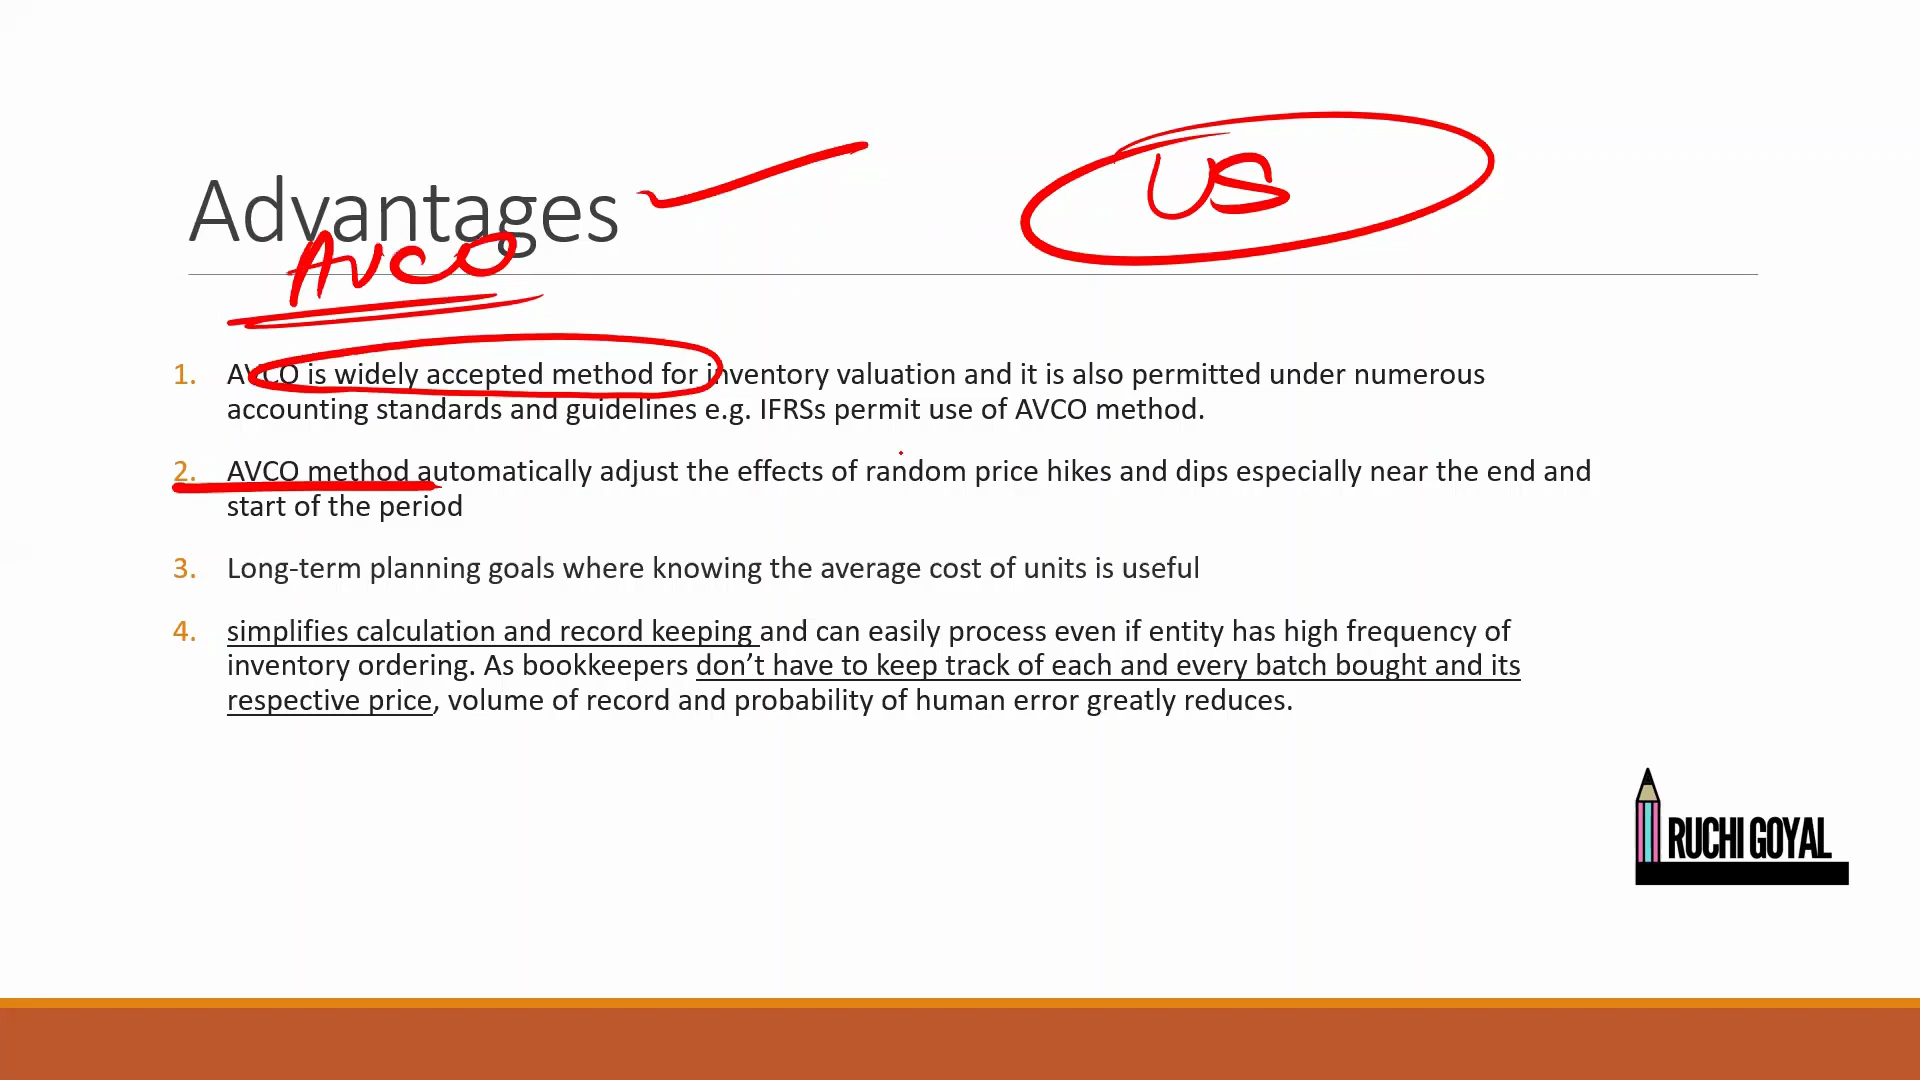 Advantages
US
AVCO
1. AVCO is widely accepted method for inventory valuation and it is also permitted under numerous
accounting standards and guidelines e.g. IFRSs permit use of AVCO method.
2. AVCO method automatically adjust the effects of random price hikes and dips especially near the end and
start of the period
3. Long-term planning goals where knowing the average cost of units is useful
4. simplifies calculation and record keeping and can easily process even if entity has high frequency of
inventory ordering. As bookkeepers don’t have to keep track of each and every batch bought and its
respective price, volume of record and probability of human error greatly reduces.
RUCHI GOYAL